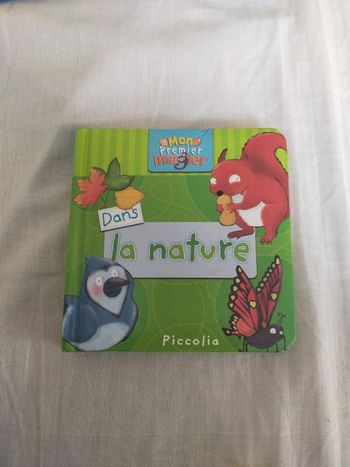 Mon
Premier
imagier
Dans
la nature
Piccolia